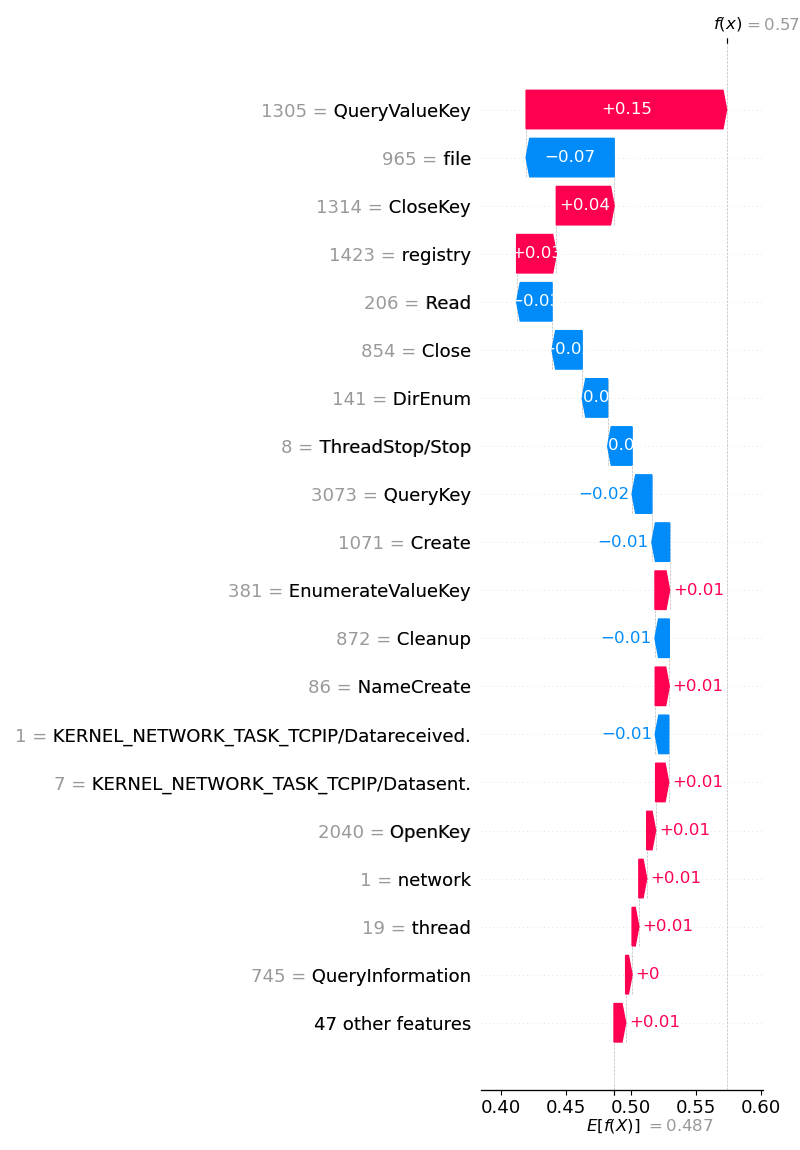 f(x) = 0.57
1305 = QueryValueKey +0.15
965 = file −0.07
1314 = CloseKey +0.04
1423 = registry +0.03
206 = Read −0.03
854 = Close
141 = DirEnum
8 = ThreadStop/Stop
3073 = QueryKey −0.02
1071 = Create −0.01
381 = EnumerateValueKey +0.01
872 = Cleanup −0.01
86 = NameCreate +0.01
1 = KERNEL_NETWORK_TASK_TCPIP/Datareceived. −0.01
7 = KERNEL_NETWORK_TASK_TCPIP/Datasent. +0.01
2040 = OpenKey +0.01
1 = network +0.01
19 = thread +0.01
745 = QueryInformation +0
47 other features +0.01
0.40 0.45 0.50 0.55 0.60
E[f(X)] = 0.487